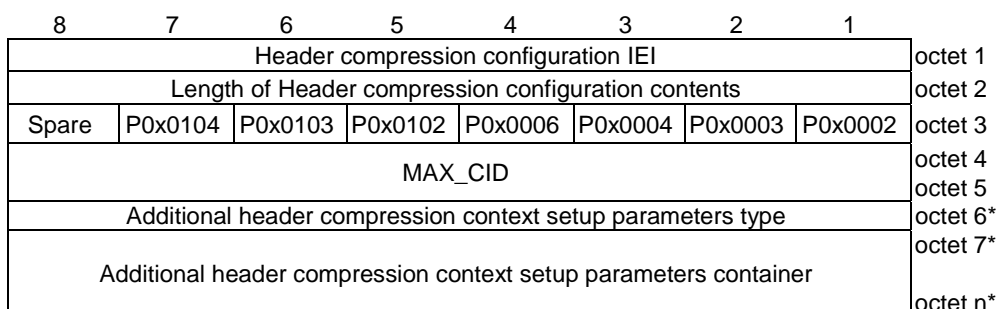 8 7 6 5 4 3 2 1
Header compression configuration IEI octet 1
Length of Header compression configuration contents octet 2
Spare P0x0104 P0x0103 P0x0102 P0x0006 P0x0004 P0x0003 P0x0002 octet 3
MAX_CID octet 4
octet 5
Additional header compression context setup parameters type octet 6*
octet 7*
Additional header compression context setup parameters container
octet n*